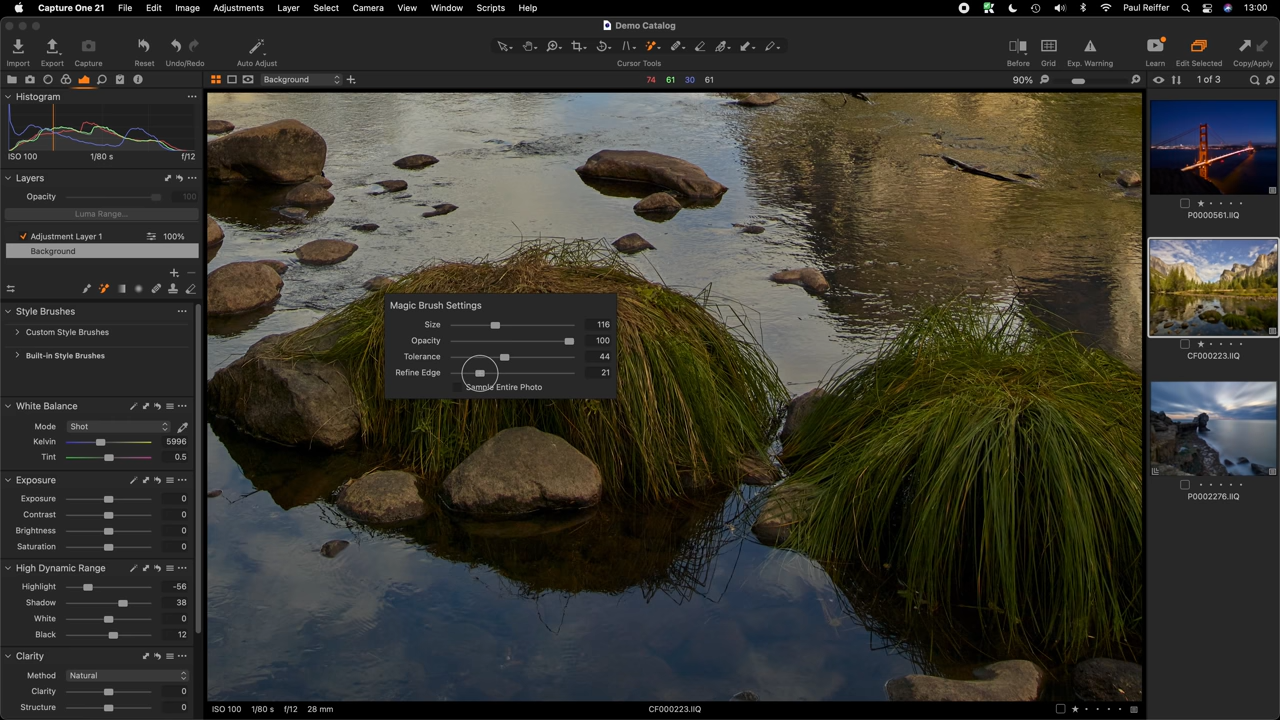 Capture One 21 File Edit Image Adjustments Layer Select Camera View Window Scripts Help Paul Reiffer 13:00
Demo Catalog
Import Export Capture Reset Undo/Redo Auto Adjust Cursor Tools Before Grid Exp. Warning Learn Edit Selected Copy/Apply
Background 74 61 30 61 90% 1 of 3
Histogram
ISO 100 1/80 s f/12
Layers
Opacity 100
Luma Range...
Adjustment Layer 1 100%
Background
Style Brushes
Custom Style Brushes
Built-in Style Brushes
White Balance
Mode Shot
Kelvin 5996
Tint 0.5
Exposure
Exposure 0
Contrast 0
Brightness 0
Saturation 0
High Dynamic Range
Highlight -56
Shadow 38
White 0
Black 12
Clarity
Method Natural
Clarity 0
Structure 0
Magic Brush Settings
Size 116
Opacity 100
Tolerance 44
Refine Edge 21
Sample Entire Photo
ISO 100 1/80 s f/12 28 mm CF000223.IIQ
P0000561.IIQ
CF000223.IIQ
P0002276.IIQ